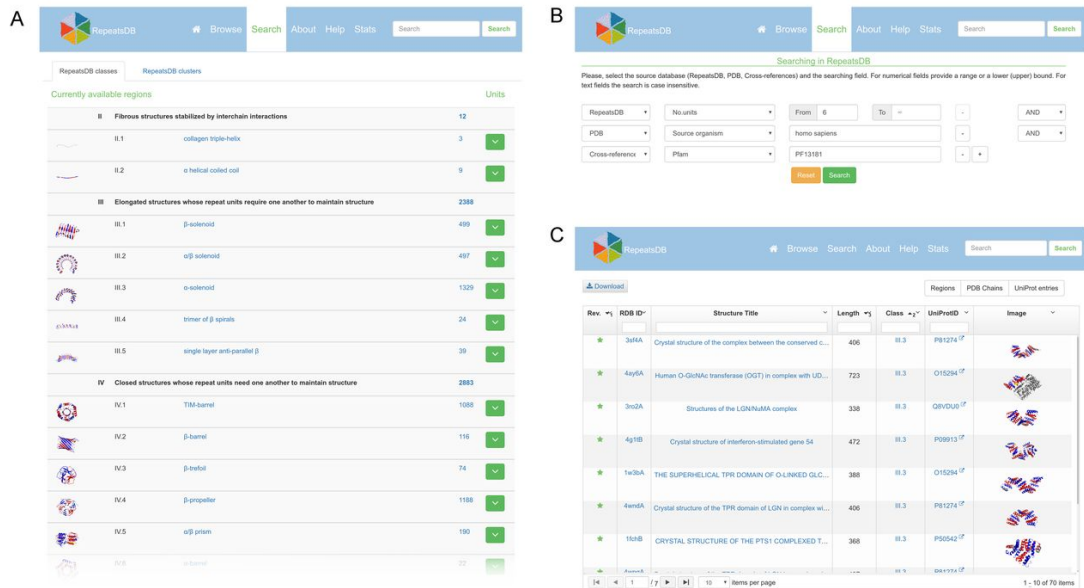 A
RepeatsDB Browse Search About Help Stats Search Search
RepeatsDB classes RepeatsDB clusters
Currently available regions Units
II Fibrous structures stabilized by interchain interactions 12
II.1 collagen triple-helix 3
II.2 α helical coiled coil 9
III Elongated structures whose repeat units require one another to maintain structure 2388
III.1 β-solenoid 499
III.2 α/β solenoid 497
III.3 α-solenoid 1329
III.4 trimer of β spirals 24
III.5 single layer anti-parallel β 39
IV Closed structures whose repeat units need one another to maintain structure 2883
IV.1 TIM-barrel 1088
IV.2 β-barrel 116
IV.3 β-trefoil 74
IV.4 β-propeller 1188
IV.5 α/β prism 190
B
RepeatsDB Browse Search About Help Stats Search Search
Searching in RepeatsDB
Please, select the source database (RepeatsDB, PDB, Cross-references) and the searching field. For numerical fields provide a range or a lower (upper) bound. For
text fields the search is case insensitive.
RepeatsDB No.units From 6 To ∞ - AND
PDB Source organism homo sapiens - AND
Cross-referenc Pfam PF13181 - +
Reset Search
C
RepeatsDB Browse Search About Help Stats Search Search
Download Regions PDB Chains UniProt entries
Rev. RDB ID Structure Title Length Class UniProtID Image
3sf4A Crystal structure of the complex between the conserved c... 406 III.3 P81274
4ay6A Human O-GlcNAc transferase (OGT) in complex with UD... 723 III.3 O15294
3ro2A Structures of the LGN/NuMA complex 338 III.3 Q8VDU0
4g1tB Crystal structure of interferon-stimulated gene 54 472 III.3 P09913
1w3bA THE SUPERHELICAL TPR DOMAIN OF O-LINKED GLC... 388 III.3 O15294
4wndA Crystal structure of the TPR domain of LGN in complex wi... 406 III.3 P81274
1fchB CRYSTAL STRUCTURE OF THE PTS1 COMPLEXED T... 368 III.3 P50542
1 / 7 10 items per page 1 - 10 of 70 items